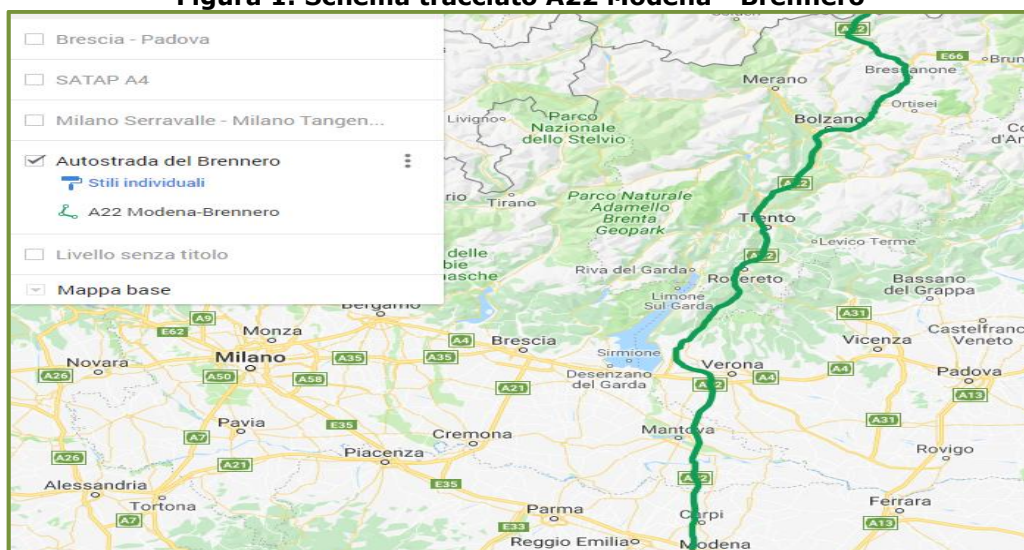 Figura 1: Schema tracciato A22 Modena - Brennero
Brescia - Padova
SATAP A4
Milano Serravalle - Milano Tangen...
Autostrada del Brennero
Stili individuali
A22 Modena-Brennero
Livello senza titolo
Mappa base
E66
Brun
Merano
Ortisei
Bolzano
Livigno
Parco
Nazionale
dello Stelvio
Tirano
Parco Naturale
Adamello
Brenta
Geopark
Trento
Levico Terme
Riva del Garda
Rovereto
Bassano
del Grappa
Limone
Sul Garda
Bergamo
A9
E62
Monza
A4
Brescia
A31
Castelfranco
Veneto
Vicenza
Novara
Milano
A35
A35
Sirmione
Verona
A26
A50
A58
Desenzano
del Garda
A4
A4
Padova
A21
A13
Pavia
E35
Cremona
Mantova
A31
A7
Rovigo
A26
A21
Piacenza
Alessandria
E35
Tortona
Parma
Carpi
Ferrara
A7
E33
A13
Reggio Emilia
Modena